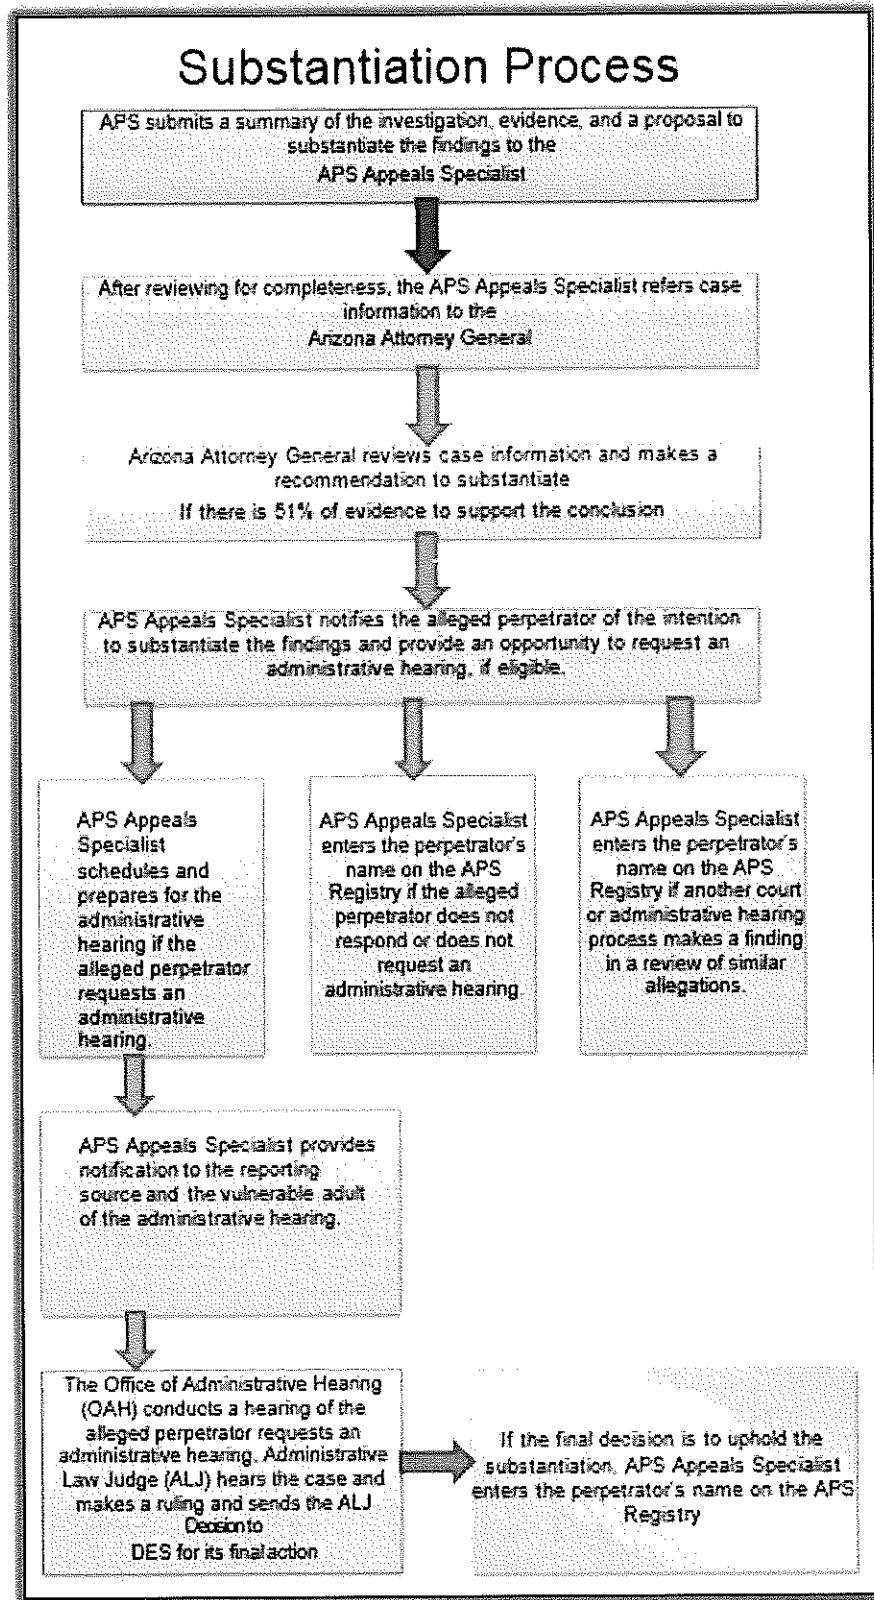 Substantiation Process
APS submits a summary of the investigation, evidence, and a proposal to
substantiate the findings to the
APS Appeals Specialist
After reviewing for completeness, the APS Appeals Specialist refers case
information to the
Arizona Attorney General
Arizona Attorney General reviews case information and makes a
recommendation to substantiate
If there is 51% of evidence to support the conclusion
APS Appeals Specialist notifies the alleged perpetrator of the intention
to substantiate the findings and provide an opportunity to request an
administrative hearing, if eligible.
APS Appeals
Specialist
schedules and
prepares for the
administrative
hearing if the
alleged perpetrator
requests an
administrative
hearing.
APS Appeals Specialist
enters the perpetrator's
name on the APS
Registry if the alleged
perpetrator does not
respond or does not
request an
administrative hearing
APS Appeals Specialist
enters the perpetrator's
name on the APS
Registry if another court
or administrative hearing
process makes a finding
in a review of similar
allegations.
APS Appeals Specialist provides
notification to the reporting
source and the vulnerable adult
of the administrative hearing.
The Office of Administrative Hearing
(OAH) conducts a hearing of the
alleged perpetrator requests an
administrative hearing. Administrative
Law Judge (ALJ) hears the case and
makes a ruling and sends the ALJ
Decision to
DES for its final action
If the final decision is to uphold the
substantiation, APS Appeals Specialist
enters the perpetrator's name on the APS
Registry